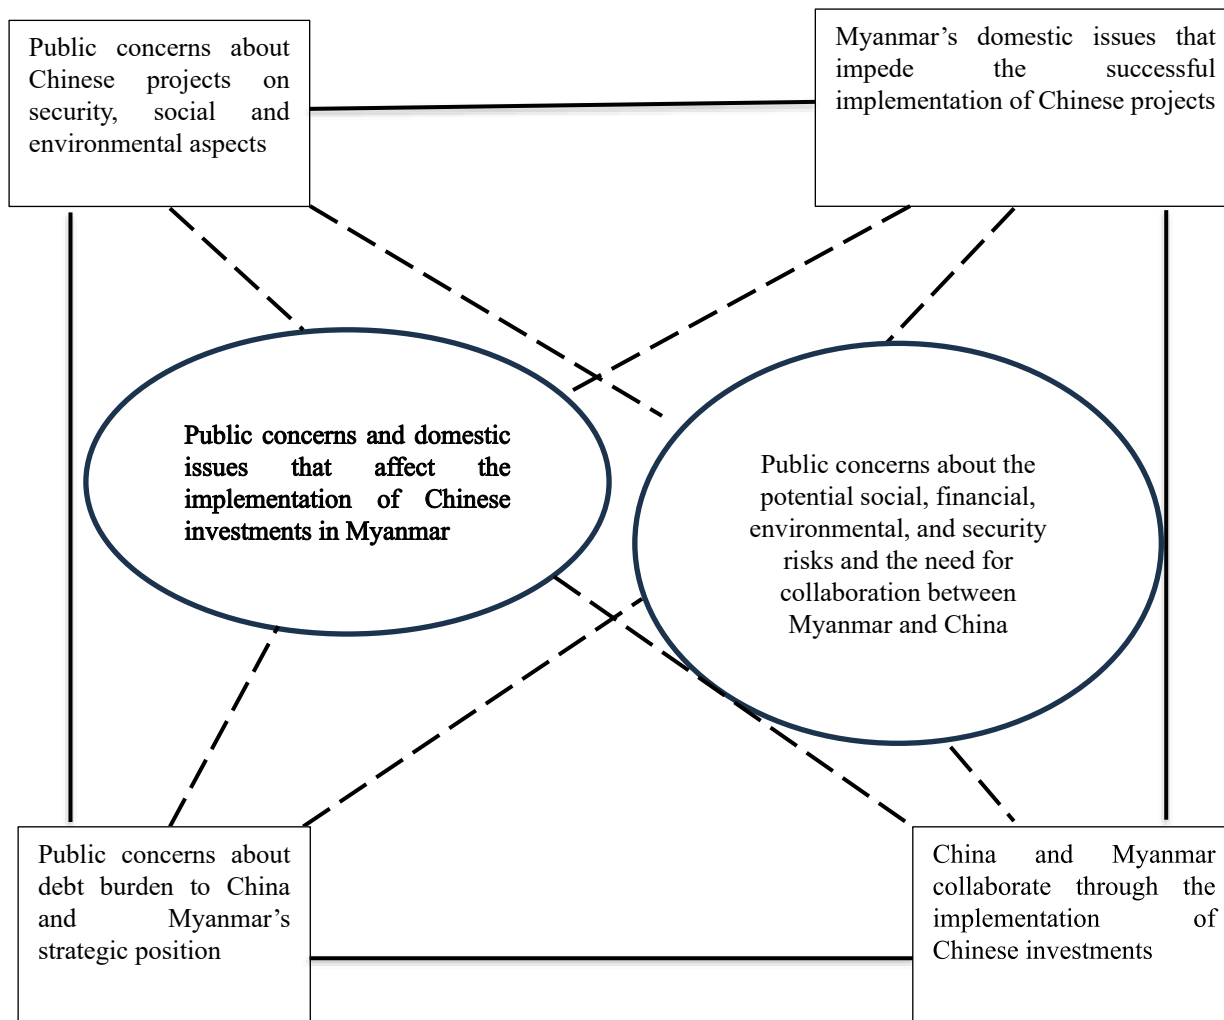 Public concerns about
Chinese projects on
security, social and
environmental aspects
Myanmar’s domestic issues that
impede the successful
implementation of Chinese projects
Public concerns and domestic
issues that affect the
implementation of Chinese
investments in Myanmar
Public concerns about the
potential social, financial,
environmental, and security
risks and the need for
collaboration between
Myanmar and China
Public concerns about
debt burden to China
and Myanmar’s
strategic position
China and Myanmar
collaborate through the
implementation of
Chinese investments